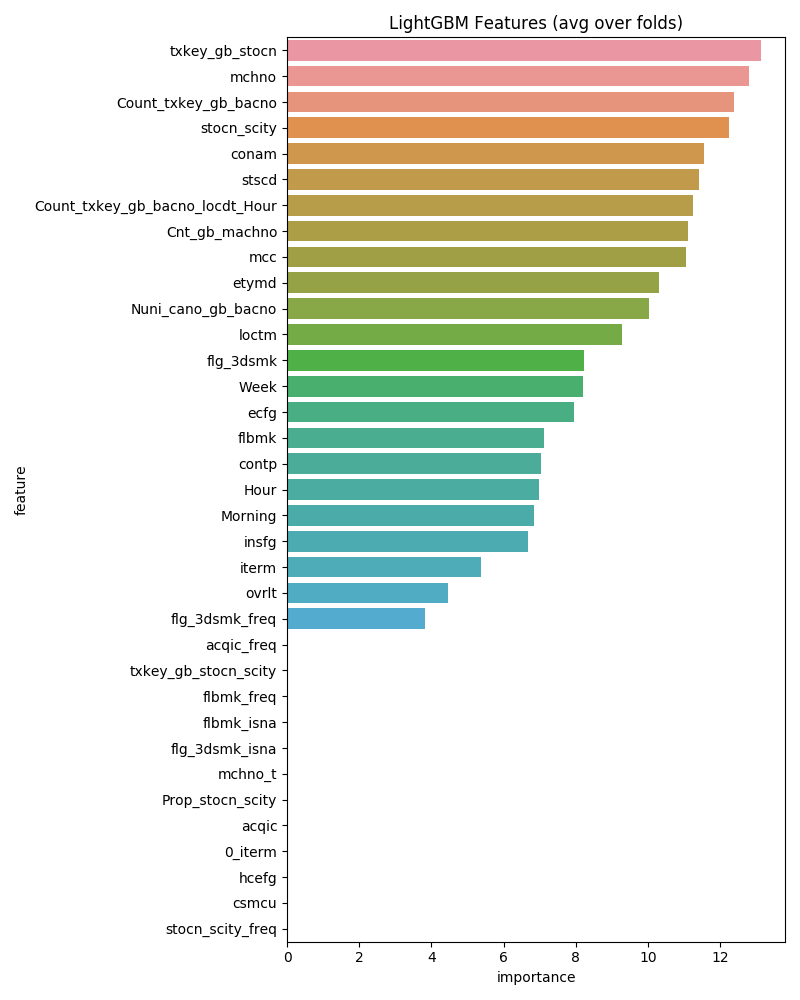 LightGBM Features (avg over folds)
txkey_gb_stocn
mchno
Count_txkey_gb_bacno
stocn_scity
conam
stscd
Count_txkey_gb_bacno_locdt_Hour
Cnt_gb_machno
mcc
etymd
Nuni_cano_gb_bacno
loctm
flg_3dsmk
Week
ecfg
flbmk
contp
Hour
Morning
insfg
iterm
ovrlt
flg_3dsmk_freq
acqic_freq
txkey_gb_stocn_scity
flbmk_freq
flbmk_isna
flg_3dsmk_isna
mchno_t
Prop_stocn_scity
acqic
0_iterm
hcefg
csmcu
stocn_scity_freq
feature
0 2 4 6 8 10 12
importance